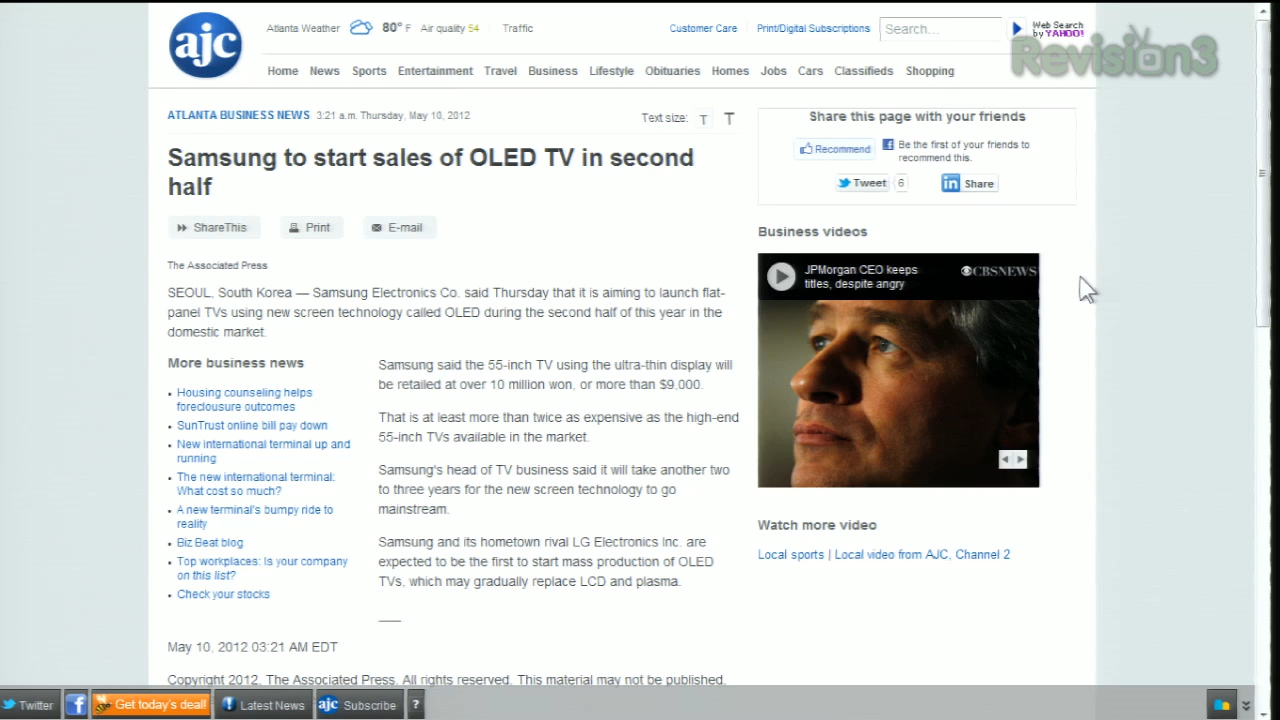 ajc
Atlanta Weather 80° F Air quality 54 Traffic
Customer Care Print/Digital Subscriptions Search... Web Search
by YAHOO!
Revision3
Home News Sports Entertainment Travel Business Lifestyle Obituaries Homes Jobs Cars Classifieds Shopping
ATLANTA BUSINESS NEWS 3:21 a.m. Thursday, May 10, 2012
Text size: T T
Samsung to start sales of OLED TV in second
half
ShareThis Print E-mail
The Associated Press
SEOUL, South Korea — Samsung Electronics Co. said Thursday that it is aiming to launch flat-
panel TVs using new screen technology called OLED during the second half of this year in the
domestic market.
More business news
• Housing counseling helps
foreclousure outcomes
• SunTrust online bill pay down
• New international terminal up and
running
• The new international terminal:
What cost so much?
• A new terminal's bumpy ride to
reality
• Biz Beat blog
• Top workplaces: Is your company
on this list?
• Check your stocks
Samsung said the 55-inch TV using the ultra-thin display will
be retailed at over 10 million won, or more than $9,000.
That is at least more than twice as expensive as the high-end
55-inch TVs available in the market.
Samsung's head of TV business said it will take another two
to three years for the new screen technology to go
mainstream.
Samsung and its hometown rival LG Electronics Inc. are
expected to be the first to start mass production of OLED
TVs, which may gradually replace LCD and plasma.
___
May 10, 2012 03:21 AM EDT
Copyright 2012, The Associated Press. All rights reserved. This material may not be published,
Share this page with your friends
Recommend Be the first of your friends to
recommend this.
Tweet 6 in Share
Business videos
JPMorgan CEO keeps
titles, despite angry
CBSNEWS
Watch more video
Local sports | Local video from AJC, Channel 2
Twitter f Get today's deal! Latest News ajc Subscribe ?